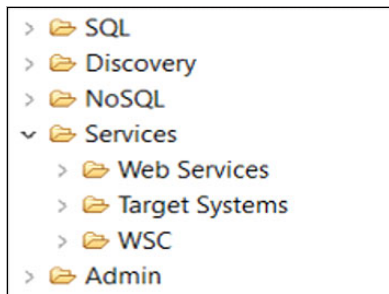 SQL
Discovery
NoSQL
Services
Web Services
Target Systems
WSC
Admin